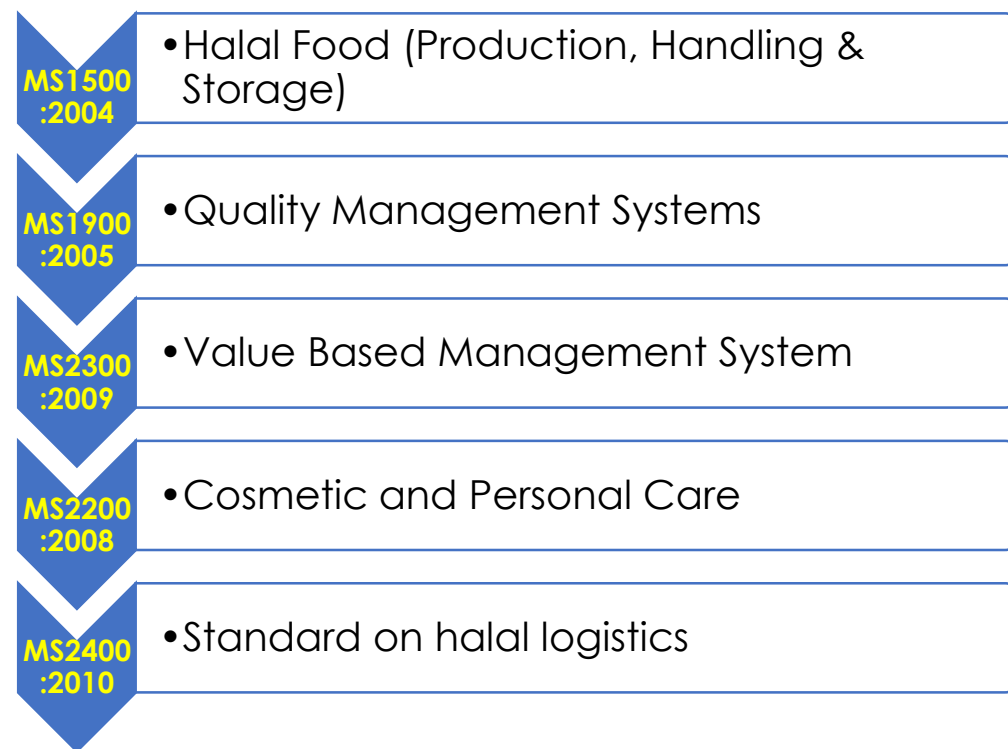 MS1500
:2004
•Halal Food (Production, Handling &
Storage)
MS1900
:2005
•Quality Management Systems
MS2300
:2009
•Value Based Management System
MS2200
:2008
•Cosmetic and Personal Care
MS2400
:2010
•Standard on halal logistics